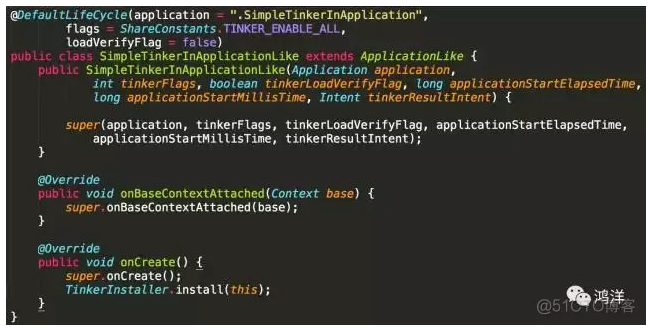 @DefaultLifeCycle(application = ".SimpleTinkerInApplication",
        flags = ShareConstants.TINKER_ENABLE_ALL,
        loadVerifyFlag = false)
public class SimpleTinkerInApplicationLike extends ApplicationLike {
    public SimpleTinkerInApplicationLike(Application application,
            int tinkerFlags, boolean tinkerLoadVerifyFlag, long applicationStartElapsedTime,
            long applicationStartMillisTime, Intent tinkerResultIntent) {
        super(application, tinkerFlags, tinkerLoadVerifyFlag, applicationStartElapsedTime,
            applicationStartMillisTime, tinkerResultIntent);
    }
    @Override
    public void onBaseContextAttached(Context base) {
        super.onBaseContextAttached(base);
    }
    @Override
    public void onCreate() {
        super.onCreate();
        TinkerInstaller.install(this);
    }
}
鸿洋
@51CTO博客